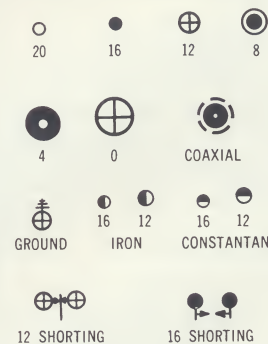 20 16 12 8
4 0 COAXIAL
16 12 16 12
GROUND IRON CONSTANTAN
12 SHORTING 16 SHORTING